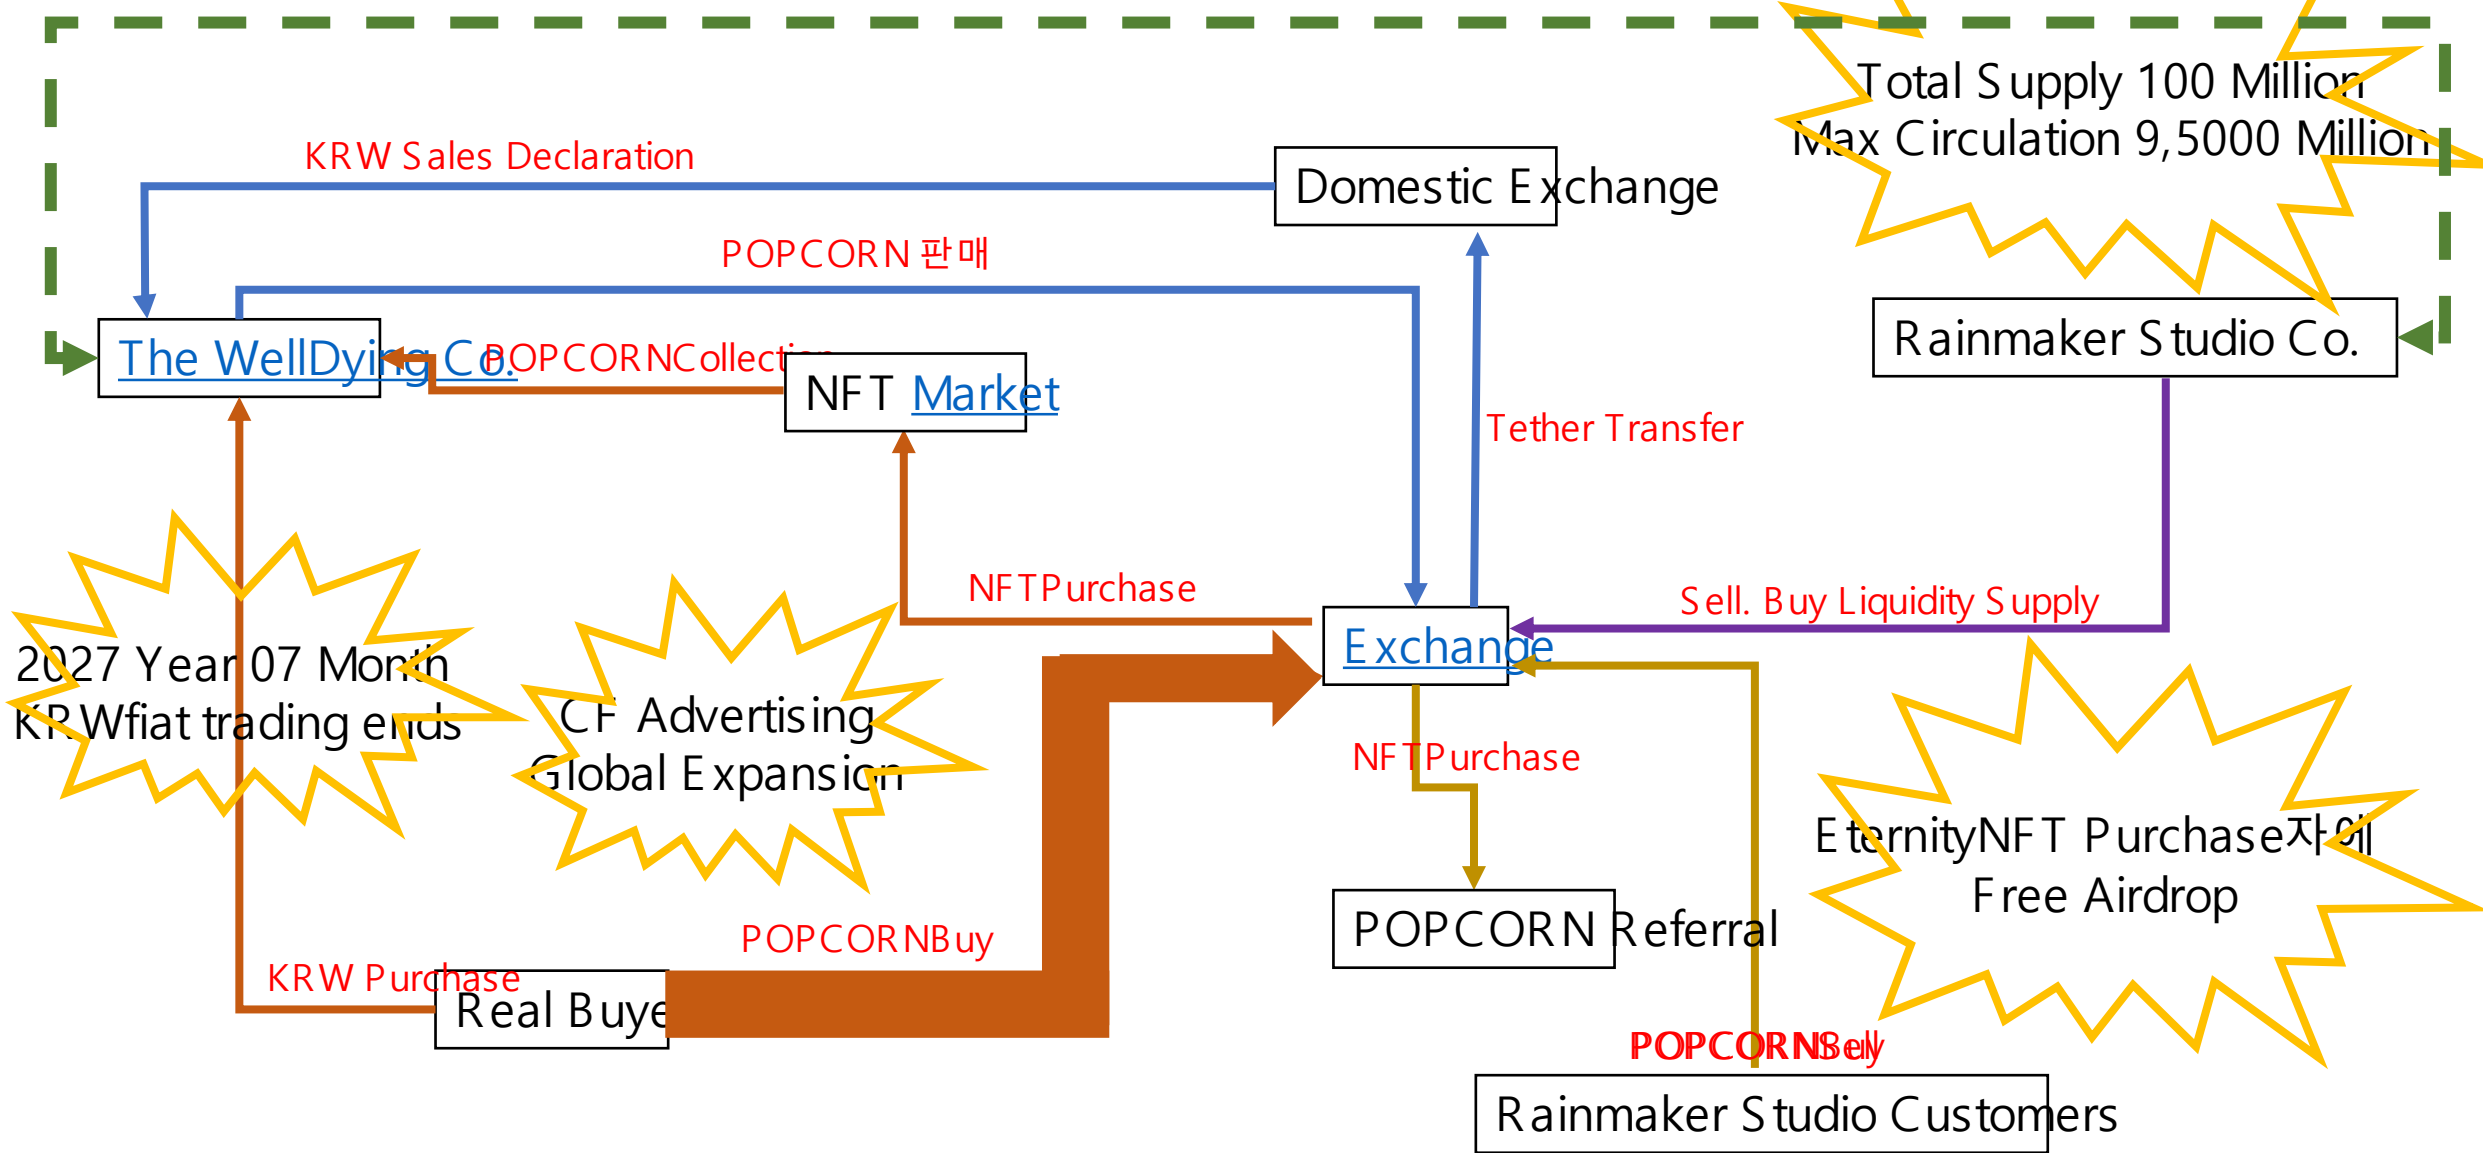 Total Supply 100 Million
Max Circulation 9,5000 Million
KRW Sales Declaration
Domestic Exchange
POPCORN 판매
Rainmaker Studio Co.
The WellDying Co.
POPCORNCollection
NFT Market
Tether Transfer
NFTPurchase
Sell. Buy Liquidity Supply
Exchange
2027 Year 07 Month
KRWfiat trading ends
CF Advertising
Global Expansion
NFTPurchase
EternityNFT Purchase자에
Free Airdrop
POPCORN Referral
POPCORNBuy
KRW Purchase
Real Buye
POPCORNSell
POPCORNBuy
Rainmaker Studio Customers